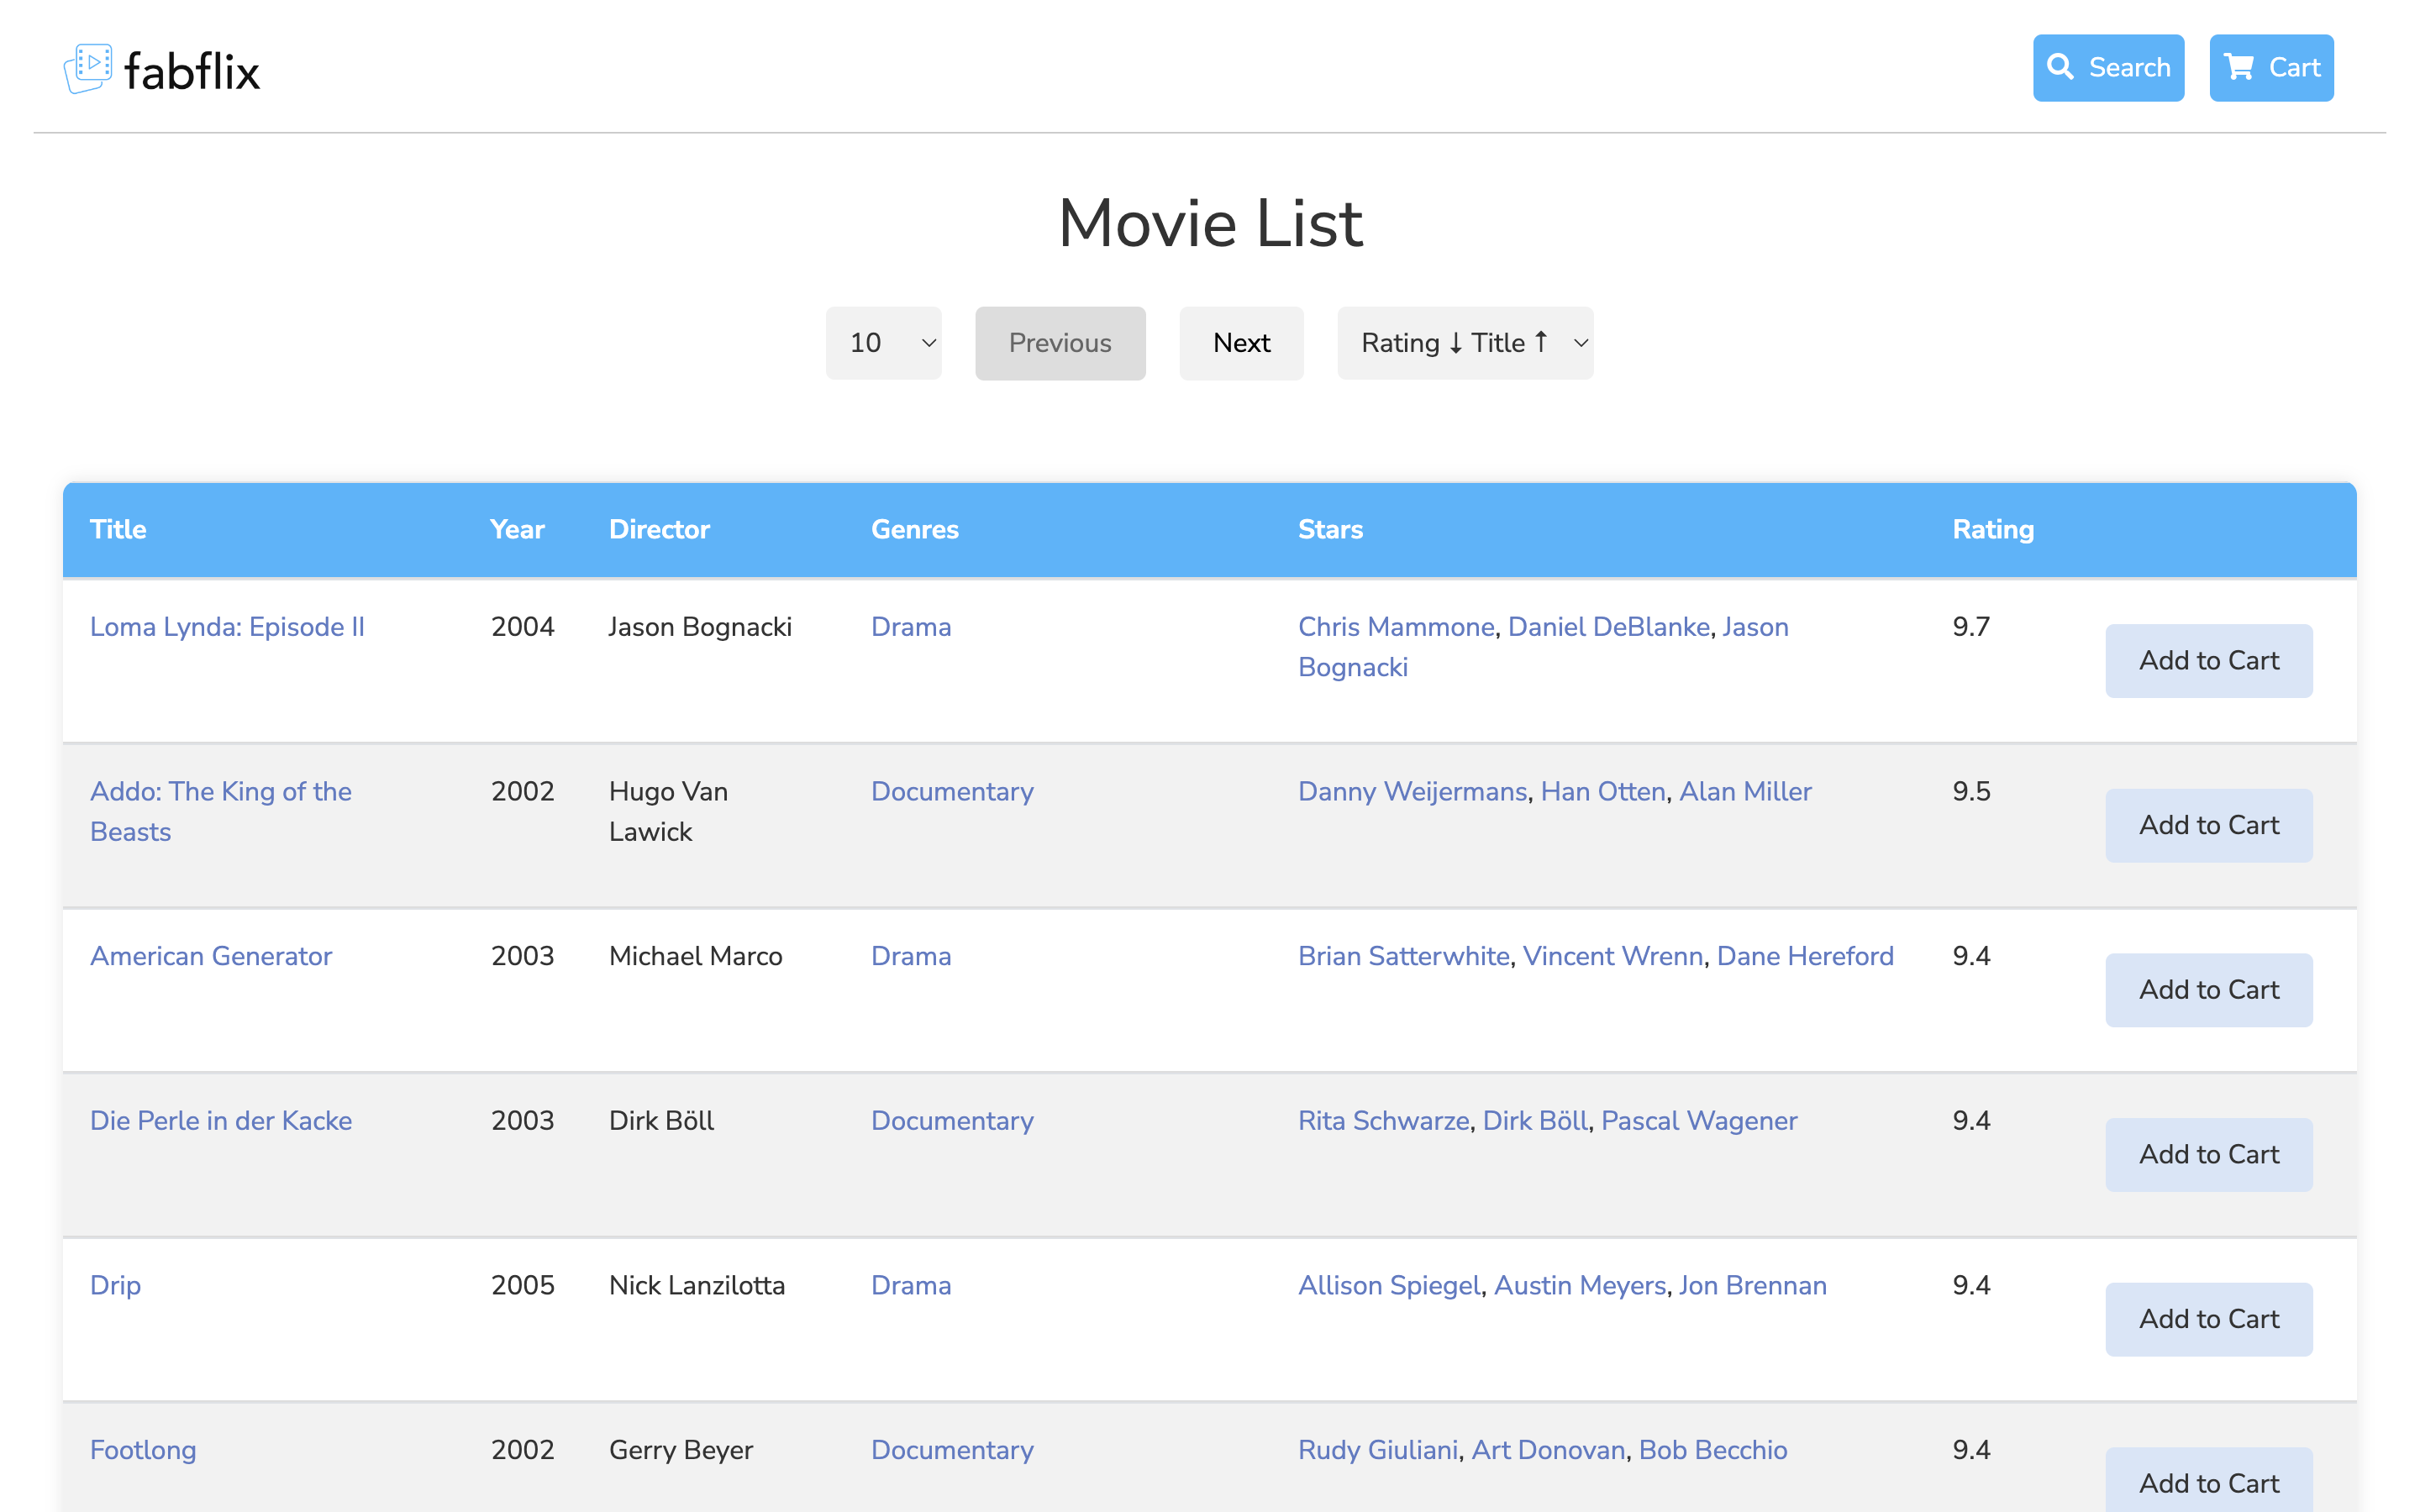 fabflix
Search
Cart
Movie List
10
Previous
Next
Rating ↓ Title ↑
Title Year Director Genres Stars Rating
Loma Lynda: Episode II 2004 Jason Bognacki Drama Chris Mammone, Daniel DeBlanke, Jason
Bognacki
9.7
Add to Cart
Addo: The King of the
Beasts
2002
Hugo Van
Lawick
Documentary
Danny Weijermans, Han Otten, Alan Miller
9.5
Add to Cart
American Generator 2003 Michael Marco Drama Brian Satterwhite, Vincent Wrenn, Dane Hereford 9.4
Add to Cart
Die Perle in der Kacke 2003 Dirk Böll Documentary Rita Schwarze, Dirk Böll, Pascal Wagener 9.4
Add to Cart
Drip 2005 Nick Lanzilotta Drama Allison Spiegel, Austin Meyers, Jon Brennan 9.4
Add to Cart
Footlong 2002 Gerry Beyer Documentary Rudy Giuliani, Art Donovan, Bob Becchio 9.4
Add to Cart